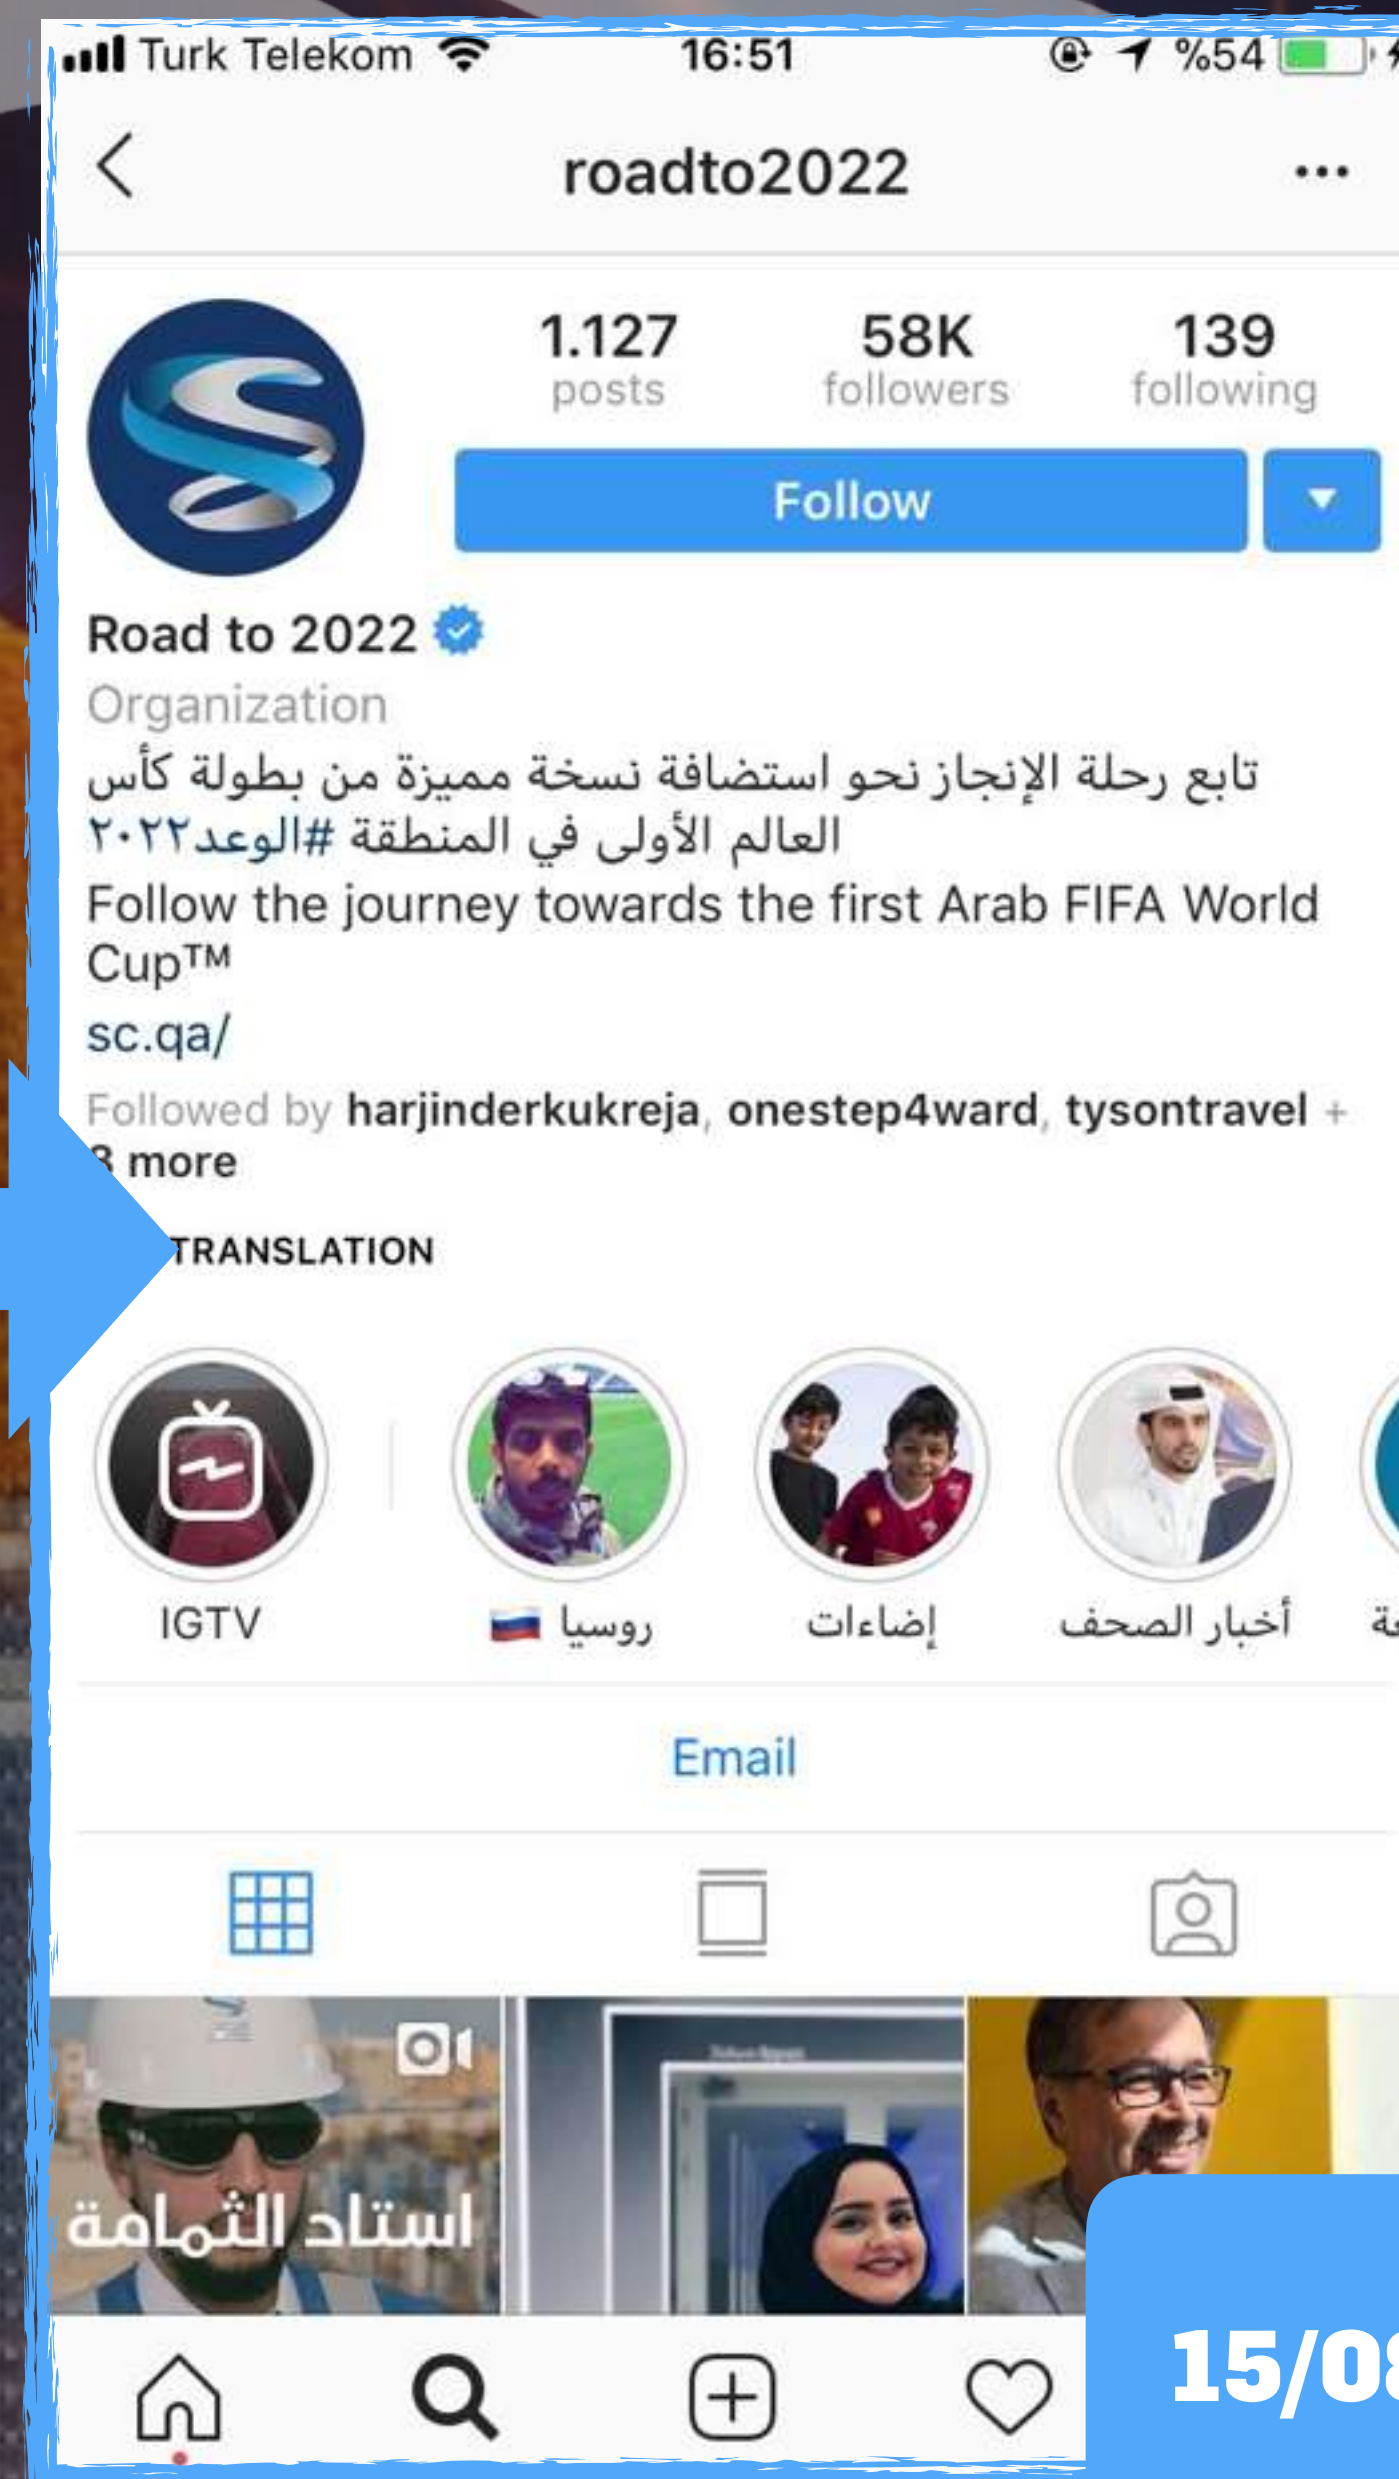 Turk Telekom 16:51 %54
roadto2022
1.127 58K 139
posts followers following
Follow
Road to 2022
Organization
تابع رحلة الإنجاز نحو استضافة نسخة مميزة من بطولة كأس
العالم الأولى في المنطقة #الوعد٢٠٢٢
Follow the journey towards the first Arab FIFA World
Cup™
sc.qa/
Followed by harjinderkukreja, onestep4ward, tysontravel +
more
TRANSLATION
IGTV روسيا إضاءات أخبار الصحف
Email
استاد الثمامة
15/08